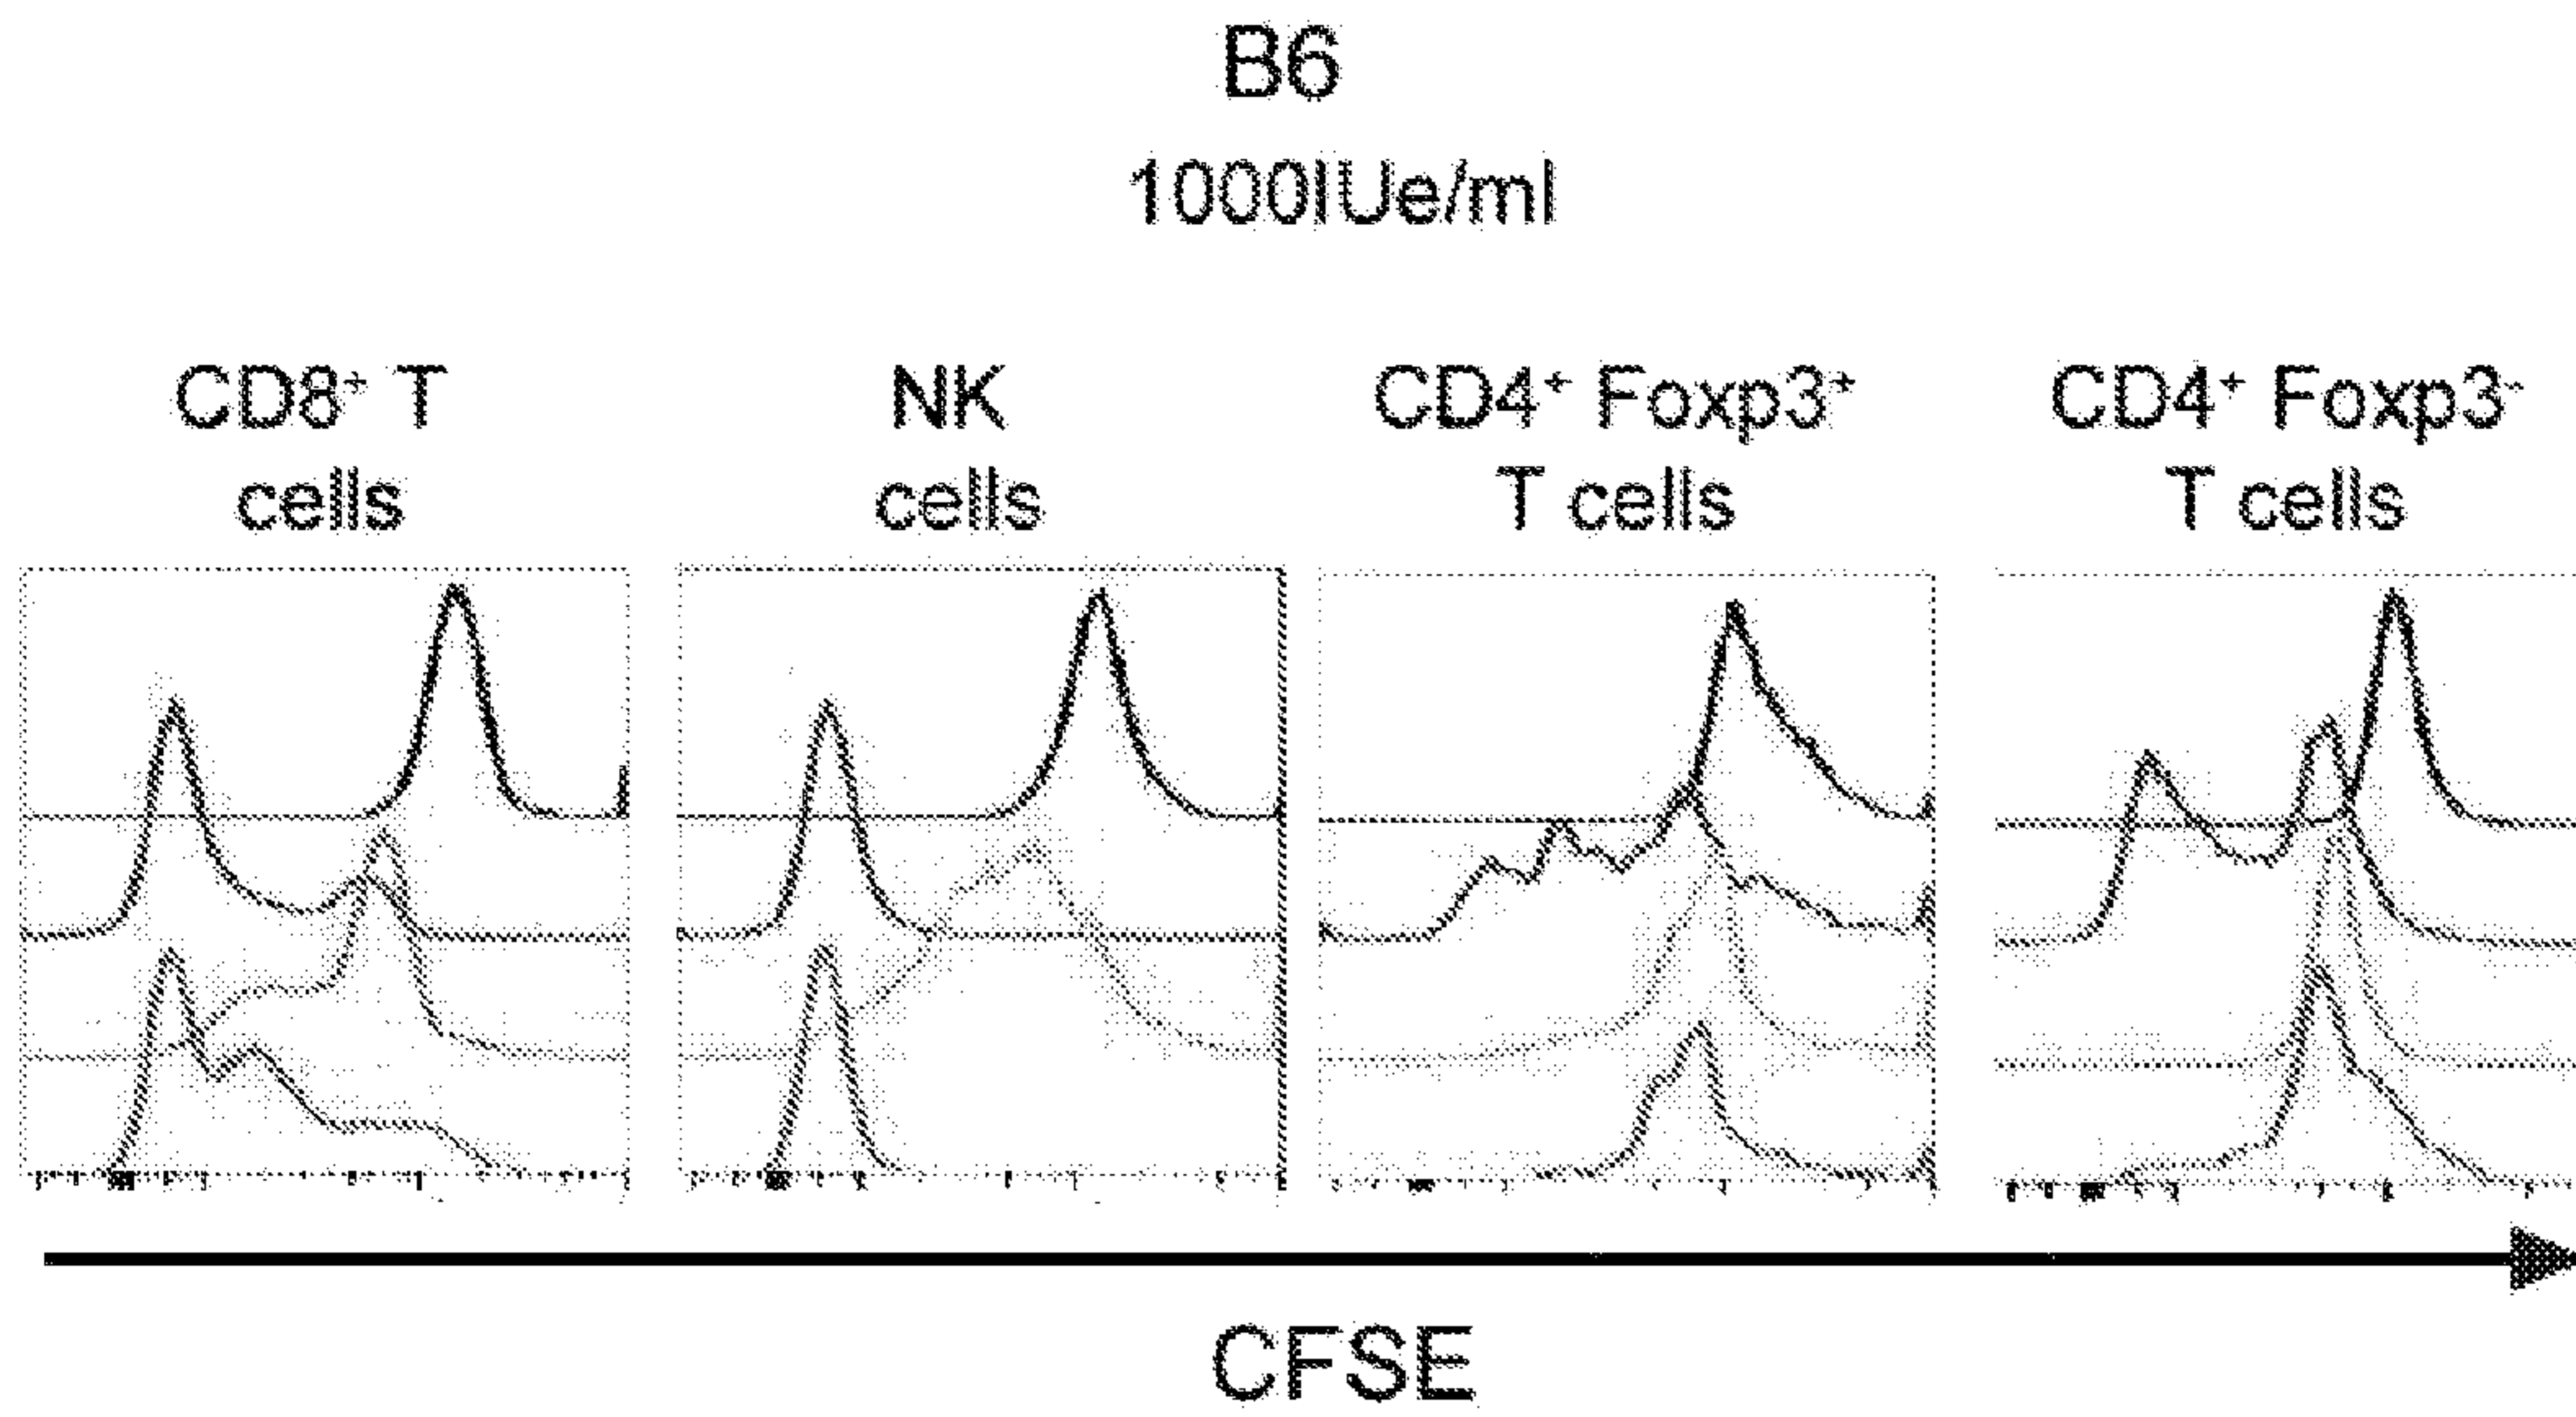 B6
1000IUe/ml
CD8⁺ T cells
NK cells
CD4⁺ Foxp3⁺ T cells
CD4⁺ Foxp3⁻ T cells
CFSE